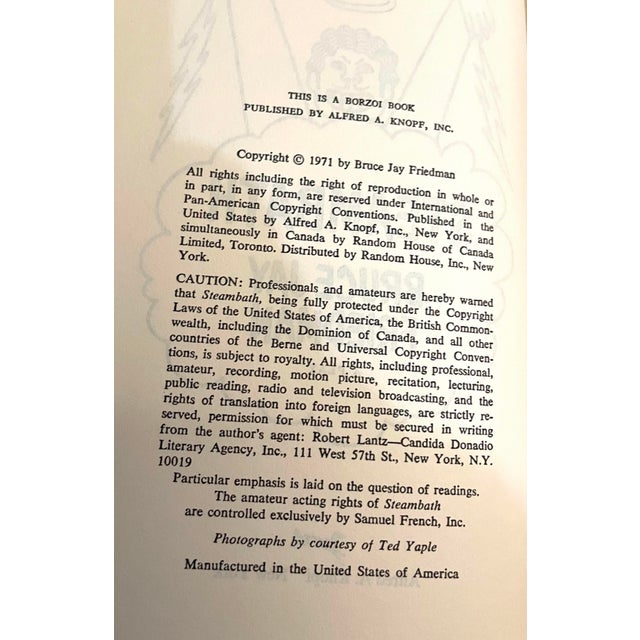 THIS IS A BORZOI BOOK
PUBLISHED BY ALFRED A. KNOPF, INC.
Copyright © 1971 by Bruce Jay Friedman
All rights including the right of reproduction in whole or
in part, in any form, are reserved under International and
Pan-American Copyright Conventions. Published in the
United States by Alfred A. Knopf, Inc., New York, and
simultaneously in Canada by Random House of Canada
Limited, Toronto. Distributed by Random House, Inc., New
York.
CAUTION: Professionals and amateurs are hereby warned
that Steambath, being fully protected under the Copyright
Laws of the United States of America, the British Common-
wealth, including the Dominion of Canada, and all other
countries of the Berne and Universal Copyright Conven-
tions, is subject to royalty. All rights, including professional,
amateur, recording, motion picture, recitation, lecturing,
public reading, radio and television broadcasting, and the
rights of translation into foreign languages, are strictly re-
served, permission for which must be secured in writing
from the author's agent: Robert Lantz—Candida Donadio
Literary Agency, Inc., 111 West 57th St., New York, N.Y.
10019
Particular emphasis is laid on the question of readings.
The amateur acting rights of Steambath
are controlled exclusively by Samuel French, Inc.
Photographs by courtesy of Ted Yaple
Manufactured in the United States of America